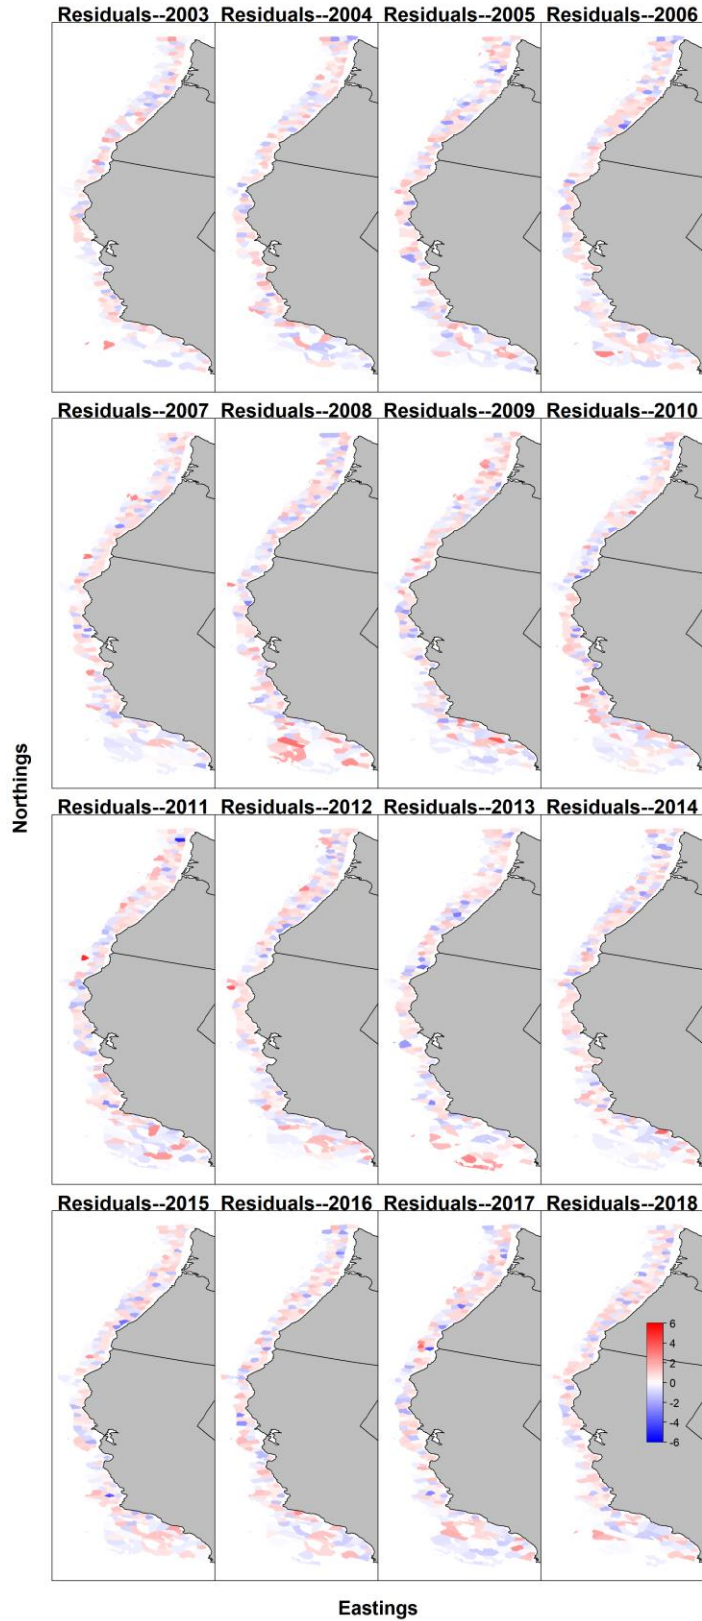 Residuals--2003 Residuals--2004 Residuals--2005 Residuals--2006
Residuals--2007 Residuals--2008 Residuals--2009 Residuals--2010
Northings
Residuals--2011 Residuals--2012 Residuals--2013 Residuals--2014
Residuals--2015 Residuals--2016 Residuals--2017 Residuals--2018
6
4
2
0
-2
-4
-6
Eastings